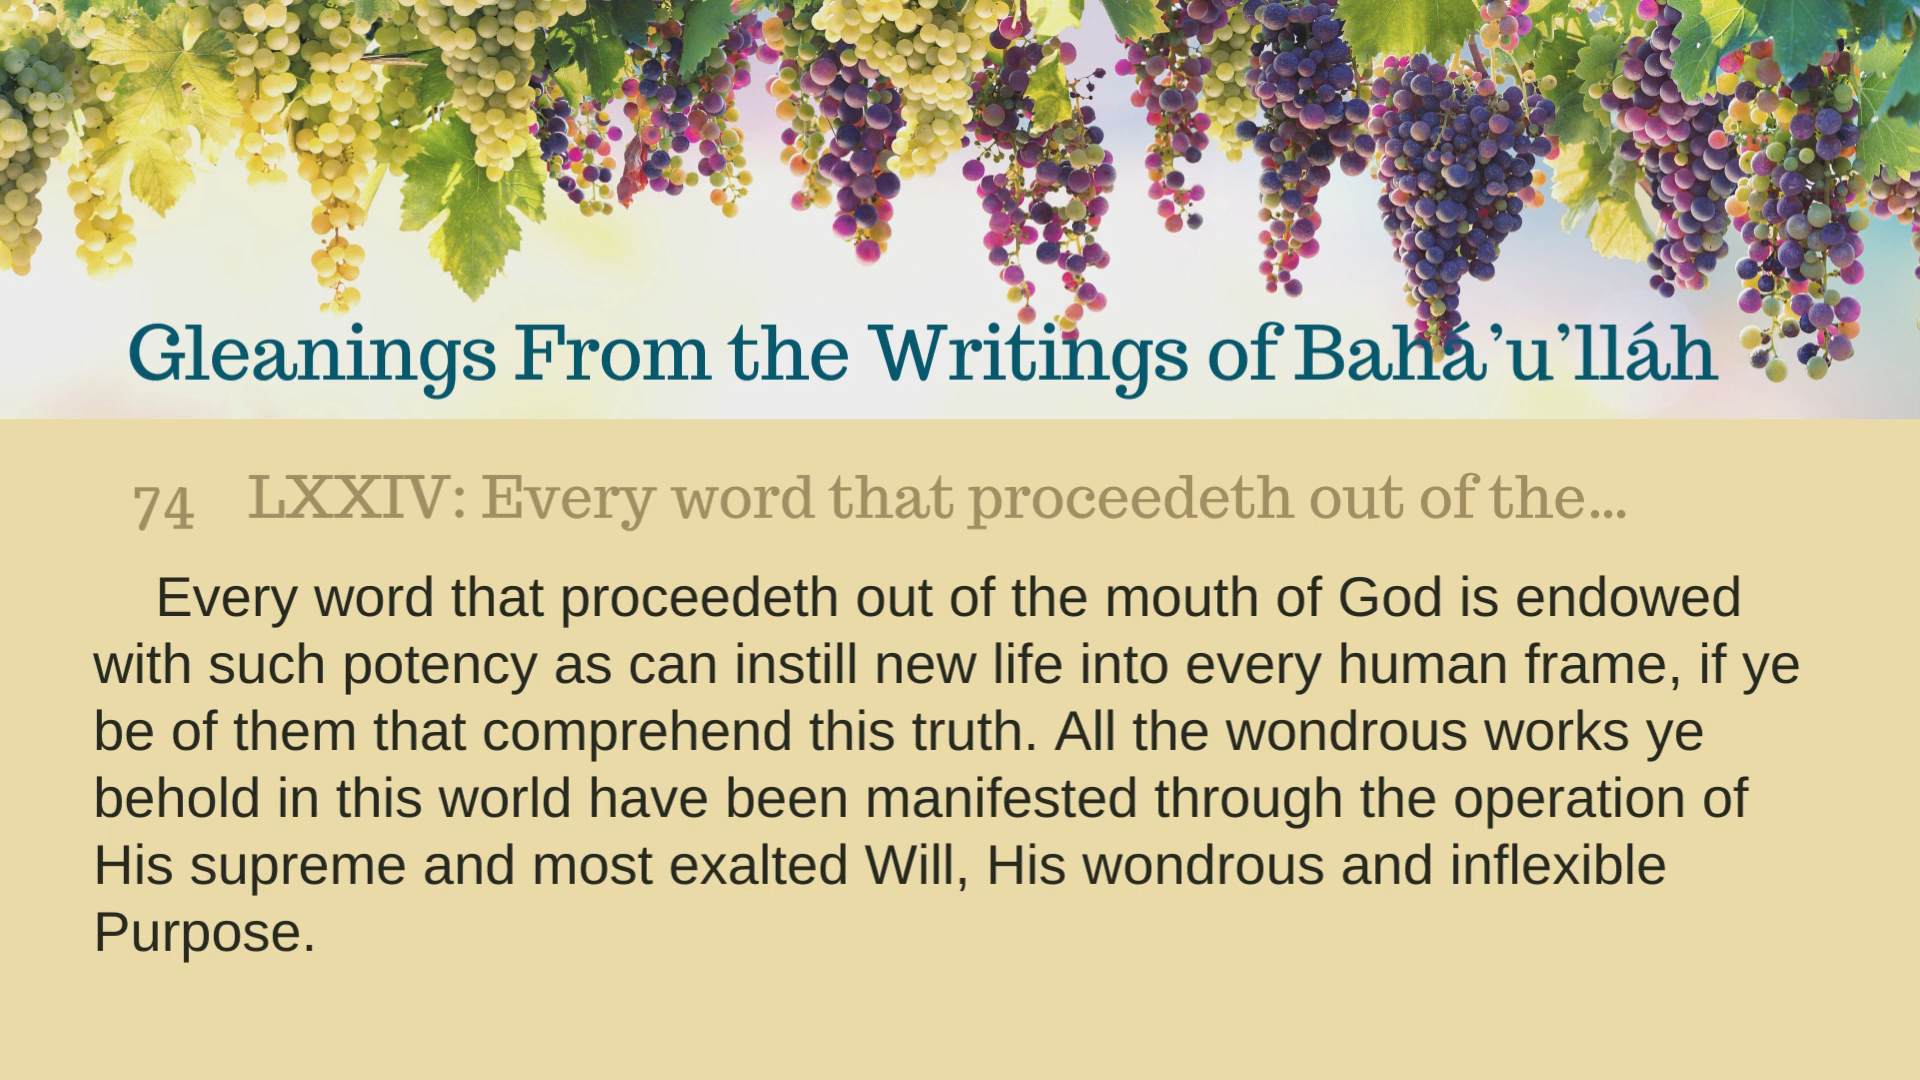 Gleanings From the Writings of Bahá’u’lláh
74 LXXIV: Every word that proceedeth out of the...
Every word that proceedeth out of the mouth of God is endowed
with such potency as can instill new life into every human frame, if ye
be of them that comprehend this truth. All the wondrous works ye
behold in this world have been manifested through the operation of
His supreme and most exalted Will, His wondrous and inflexible
Purpose.